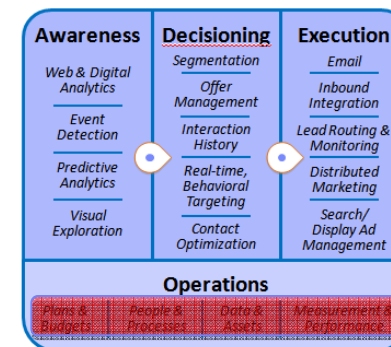 Awareness
Web & Digital
Analytics
Event
Detection
Predictive
Analytics
Visual
Exploration
Decisioning
Segmentation
Offer
Management
Interaction
History
Real-time,
Behavioral
Targeting
Contact
Optimization
Execution
Email
Inbound
Integration
Lead Routing &
Monitoring
Distributed
Marketing
Search/
Display Ad
Management
Operations
Plans &
Budgets
People &
Processes
Data &
Assets
Measurement &
Performance